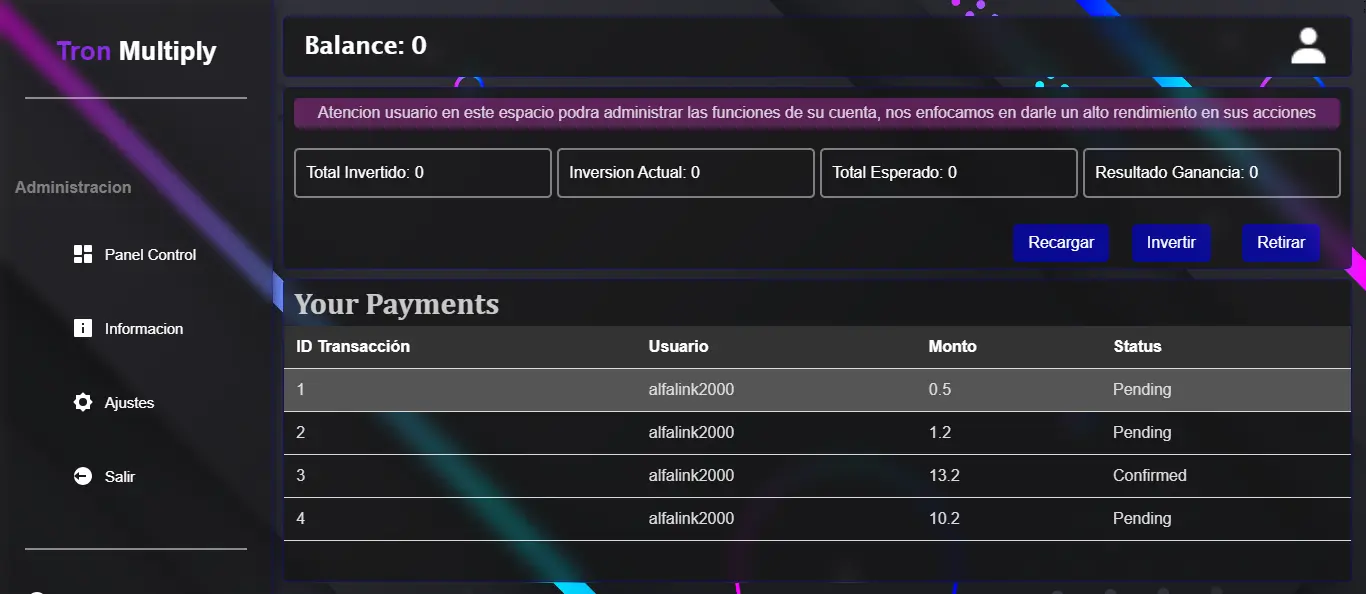 Tron Multiply
Administracion
Panel Control
Informacion
Ajustes
Salir
Balance: 0
Atencion usuario en este espacio podra administrar las funciones de su cuenta, nos enfocamos en darle un alto rendimiento en sus acciones
Total Invertido: 0 Inversion Actual: 0 Total Esperado: 0 Resultado Ganancia: 0
Recargar Invertir Retirar
Your Payments
ID Transacción Usuario Monto Status
1 alfalink2000 0.5 Pending
2 alfalink2000 1.2 Pending
3 alfalink2000 13.2 Confirmed
4 alfalink2000 10.2 Pending